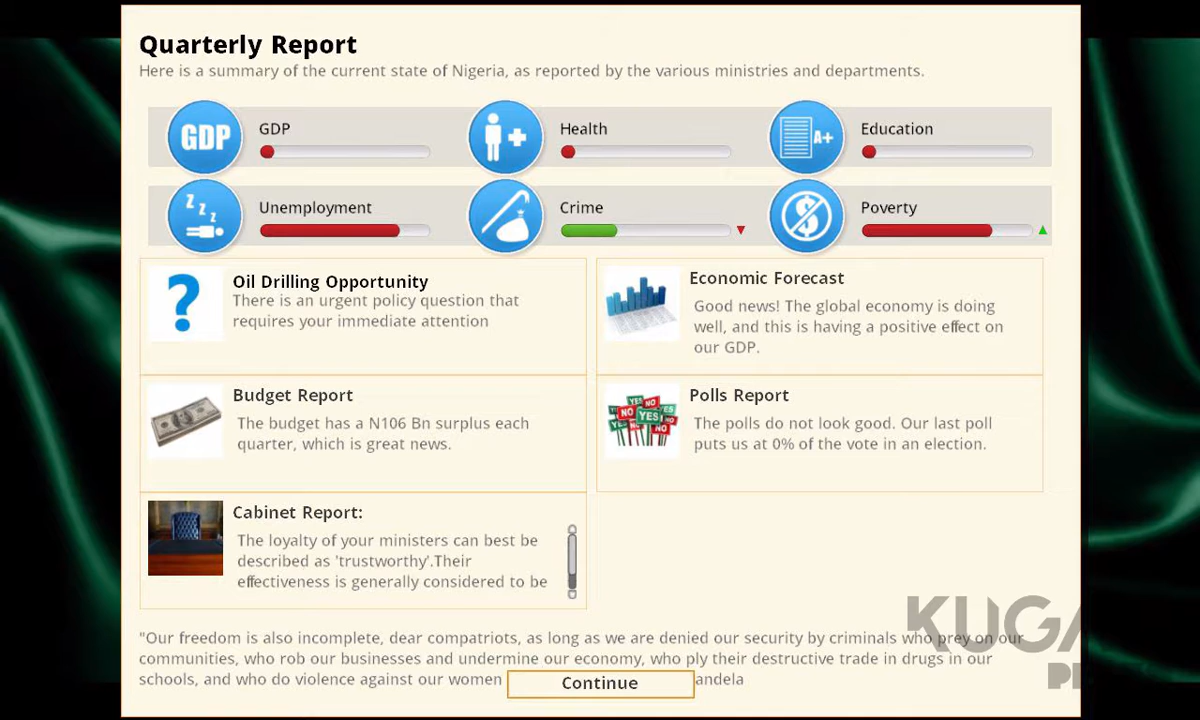 Quarterly Report
Here is a summary of the current state of Nigeria, as reported by the various ministries and departments.
GDP
GDP
Health
A+
Education
Z Z Z
Unemployment
Crime
$
Poverty
?
Oil Drilling Opportunity
There is an urgent policy question that
requires your immediate attention
Economic Forecast
Good news! The global economy is doing
well, and this is having a positive effect on
our GDP.
Budget Report
The budget has a N106 Bn surplus each
quarter, which is great news.
YES NO YES
NO YES NO
Polls Report
The polls do not look good. Our last poll
puts us at 0% of the vote in an election.
Cabinet Report:
The loyalty of your ministers can best be
described as 'trustworthy'.Their
effectiveness is generally considered to be
"Our freedom is also incomplete, dear compatriots, as long as we are denied our security by criminals who prey on our
communities, who rob our businesses and undermine our economy, who ply their destructive trade in drugs in our
schools, and who do violence against our women andela
Continue
KUGA